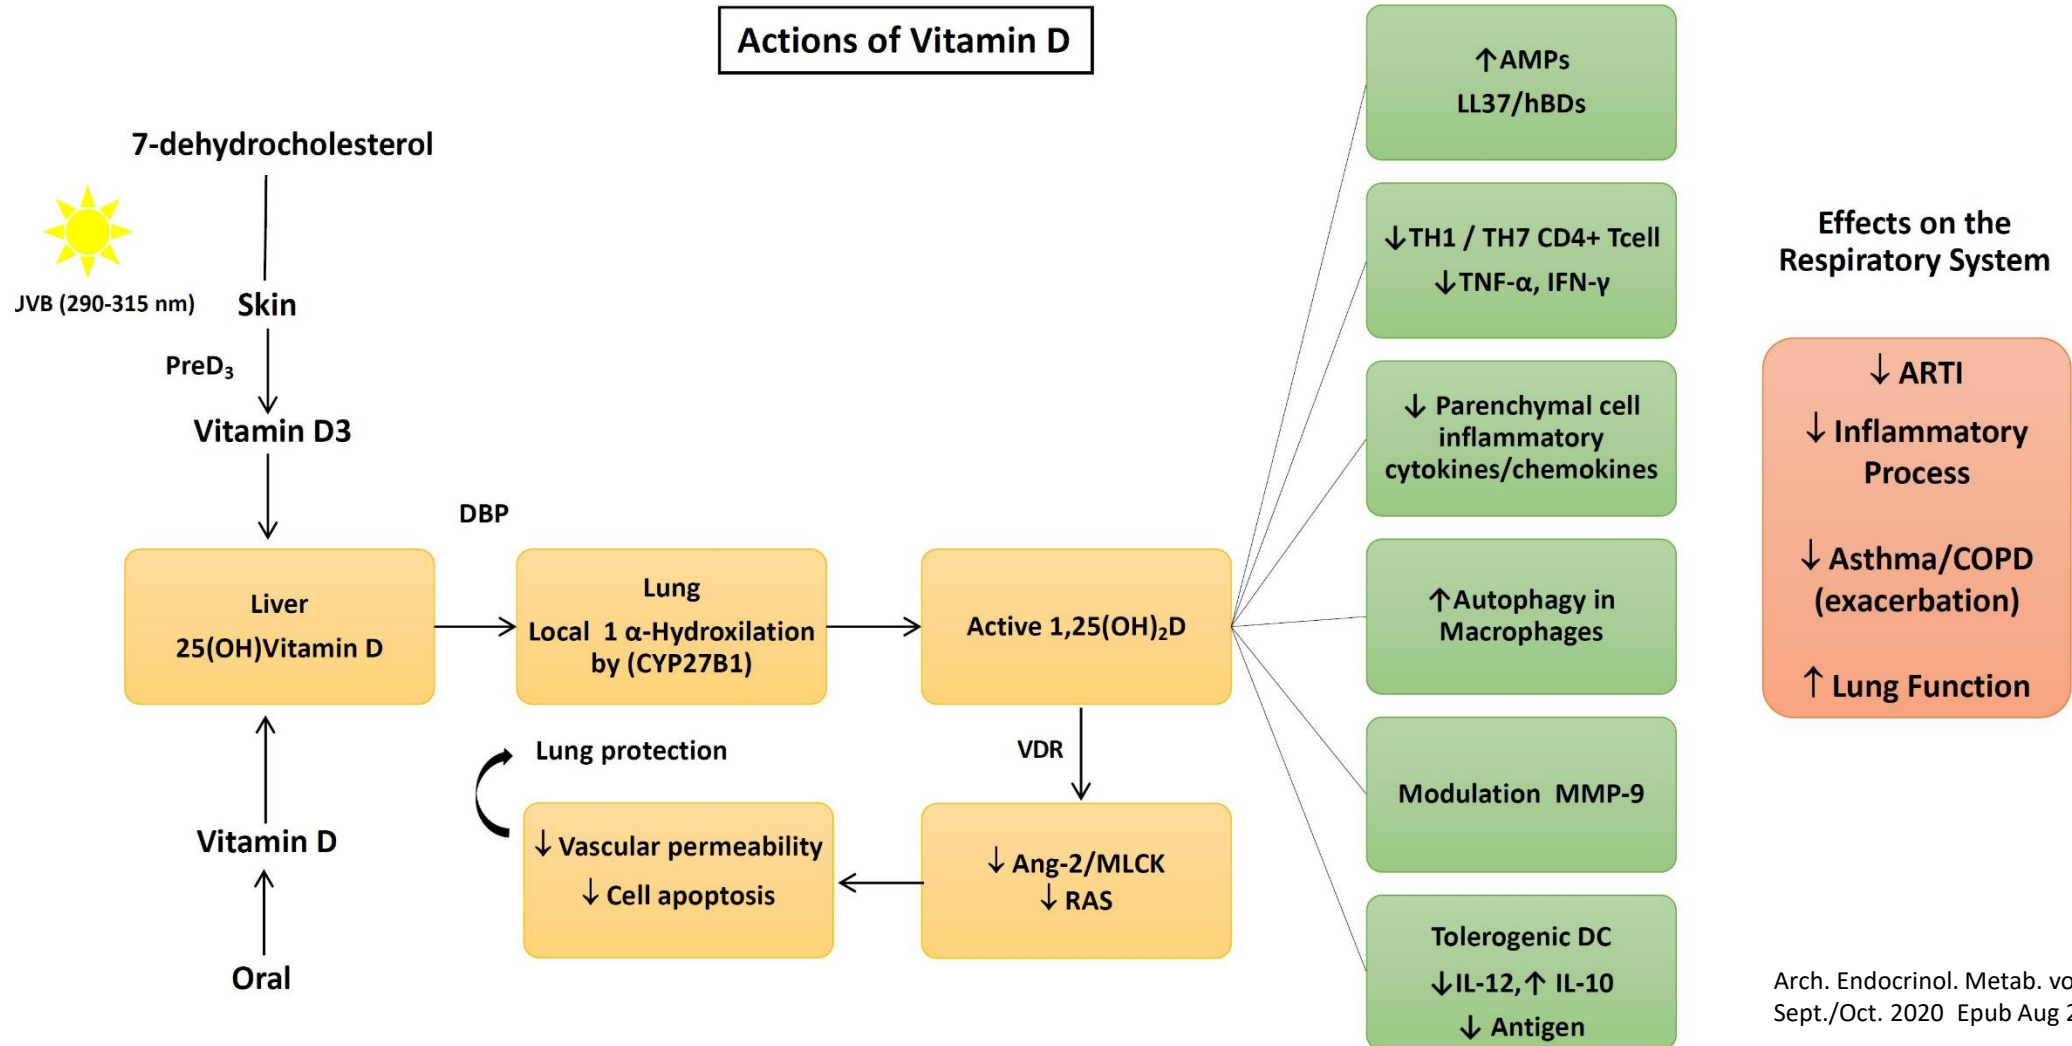 Actions of Vitamin D
7-dehydrocholesterol
JVB (290-315 nm)
Skin
PreD₃
Vitamin D3
DBP
Liver
25(OH)Vitamin D
Lung
Local 1 α-Hydroxilation
by (CYP27B1)
Active 1,25(OH)₂D
Vitamin D
Oral
Lung protection
VDR
↓ Vascular permeability
↓ Cell apoptosis
↓ Ang-2/MLCK
↓ RAS
↑AMPs
LL37/hBDs
↓TH1 / TH7 CD4+ Tcell
↓TNF-α, IFN-γ
↓ Parenchymal cell
inflammatory
cytokines/chemokines
↑Autophagy in
Macrophages
Modulation MMP-9
Tolerogenic DC
↓IL-12,↑ IL-10
↓ Antigen
Effects on the
Respiratory System
↓ ARTI
↓ Inflammatory
Process
↓ Asthma/COPD
(exacerbation)
↑ Lung Function
Arch. Endocrinol. Metab. vo
Sept./Oct. 2020 Epub Aug 2